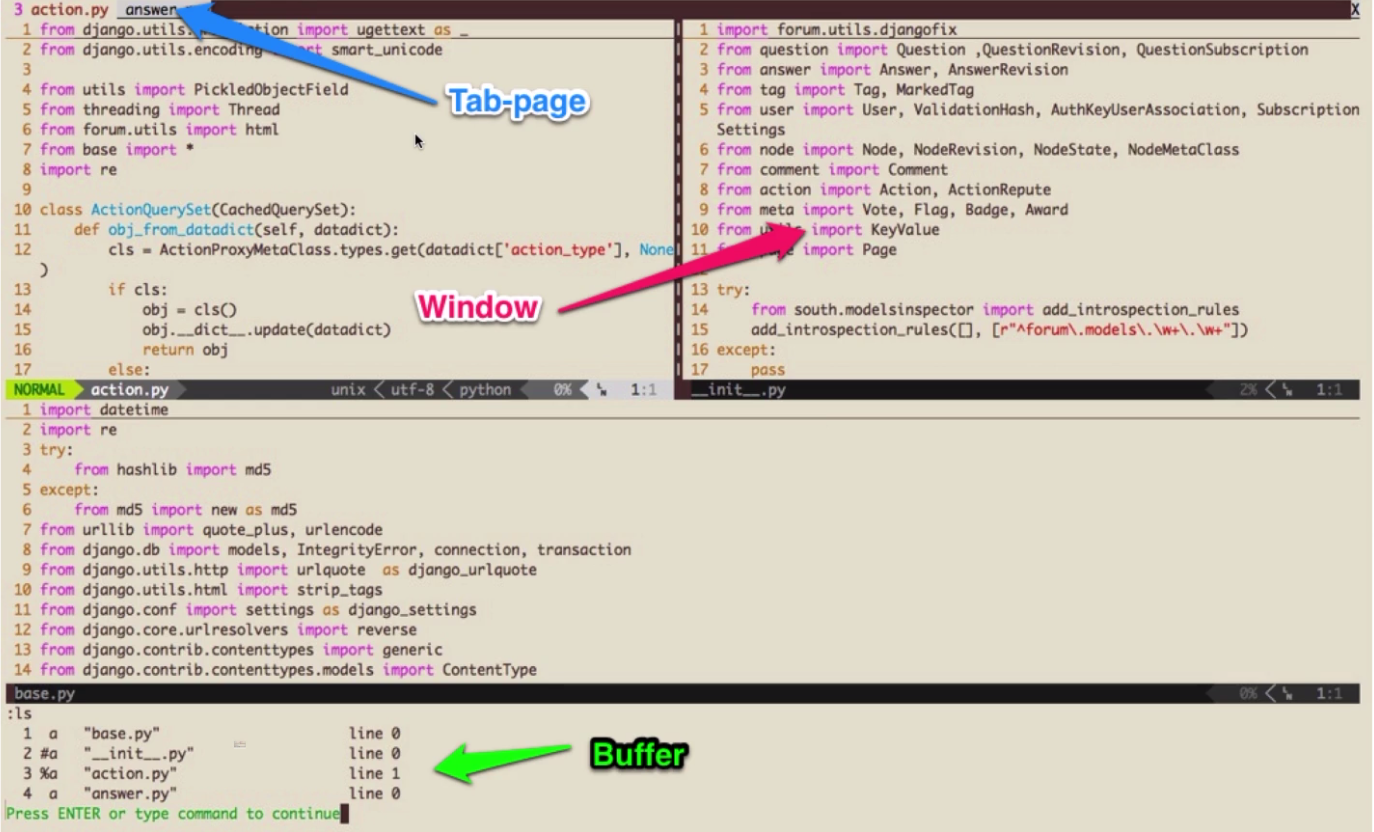 3 action.py answer
X
1 from django.utils. import ugettext as _
2 from django.utils.encoding smart_unicode
3
4 from utils import PickledObjectField
5 from threading import Thread
6 from forum.utils import html
7 from base import *
8 import re
9
10 class ActionQuerySet(CachedQuerySet):
11     def obj_from_datadict(self, datadict):
12         cls = ActionProxyMetaClass.types.get(datadict['action_type'], None
)
13         if cls:
14             obj = cls()
15             obj.__dict__.update(datadict)
16             return obj
17         else:
NORMAL action.py unix < utf-8 < python 0% 1:1
Tab-page
Window
1 import forum.utils.djangofix
2 from question import Question ,QuestionRevision, QuestionSubscription
3 from answer import Answer, AnswerRevision
4 from tag import Tag, MarkedTag
5 from user import User, ValidationHash, AuthKeyUserAssociation, Subscription
Settings
6 from node import Node, NodeRevision, NodeState, NodeMetaClass
7 from comment import Comment
8 from action import Action, ActionRepute
9 from meta import Vote, Flag, Badge, Award
10 from import KeyValue
11 import Page
13 try:
14     from south.modelsinspector import add_introspection_rules
15     add_introspection_rules([], [r"^forum\.models\.\w+\.\w+"])
16 except:
17     pass
__init__.py 2% 1:1
1 import datetime
2 import re
3 try:
4     from hashlib import md5
5 except:
6     from md5 import new as md5
7 from urllib import quote_plus, urlencode
8 from django.db import models, IntegrityError, connection, transaction
9 from django.utils.http import urlquote  as django_urlquote
10 from django.utils.html import strip_tags
11 from django.conf import settings as django_settings
12 from django.core.urlresolvers import reverse
13 from django.contrib.contenttypes import generic
14 from django.contrib.contenttypes.models import ContentType
base.py 0% 1:1
:ls
1 a "base.py" line 0
2 #a "__init__.py" line 0
3 %a "action.py" line 1
4 a "answer.py" line 0
Buffer
Press ENTER or type command to continue